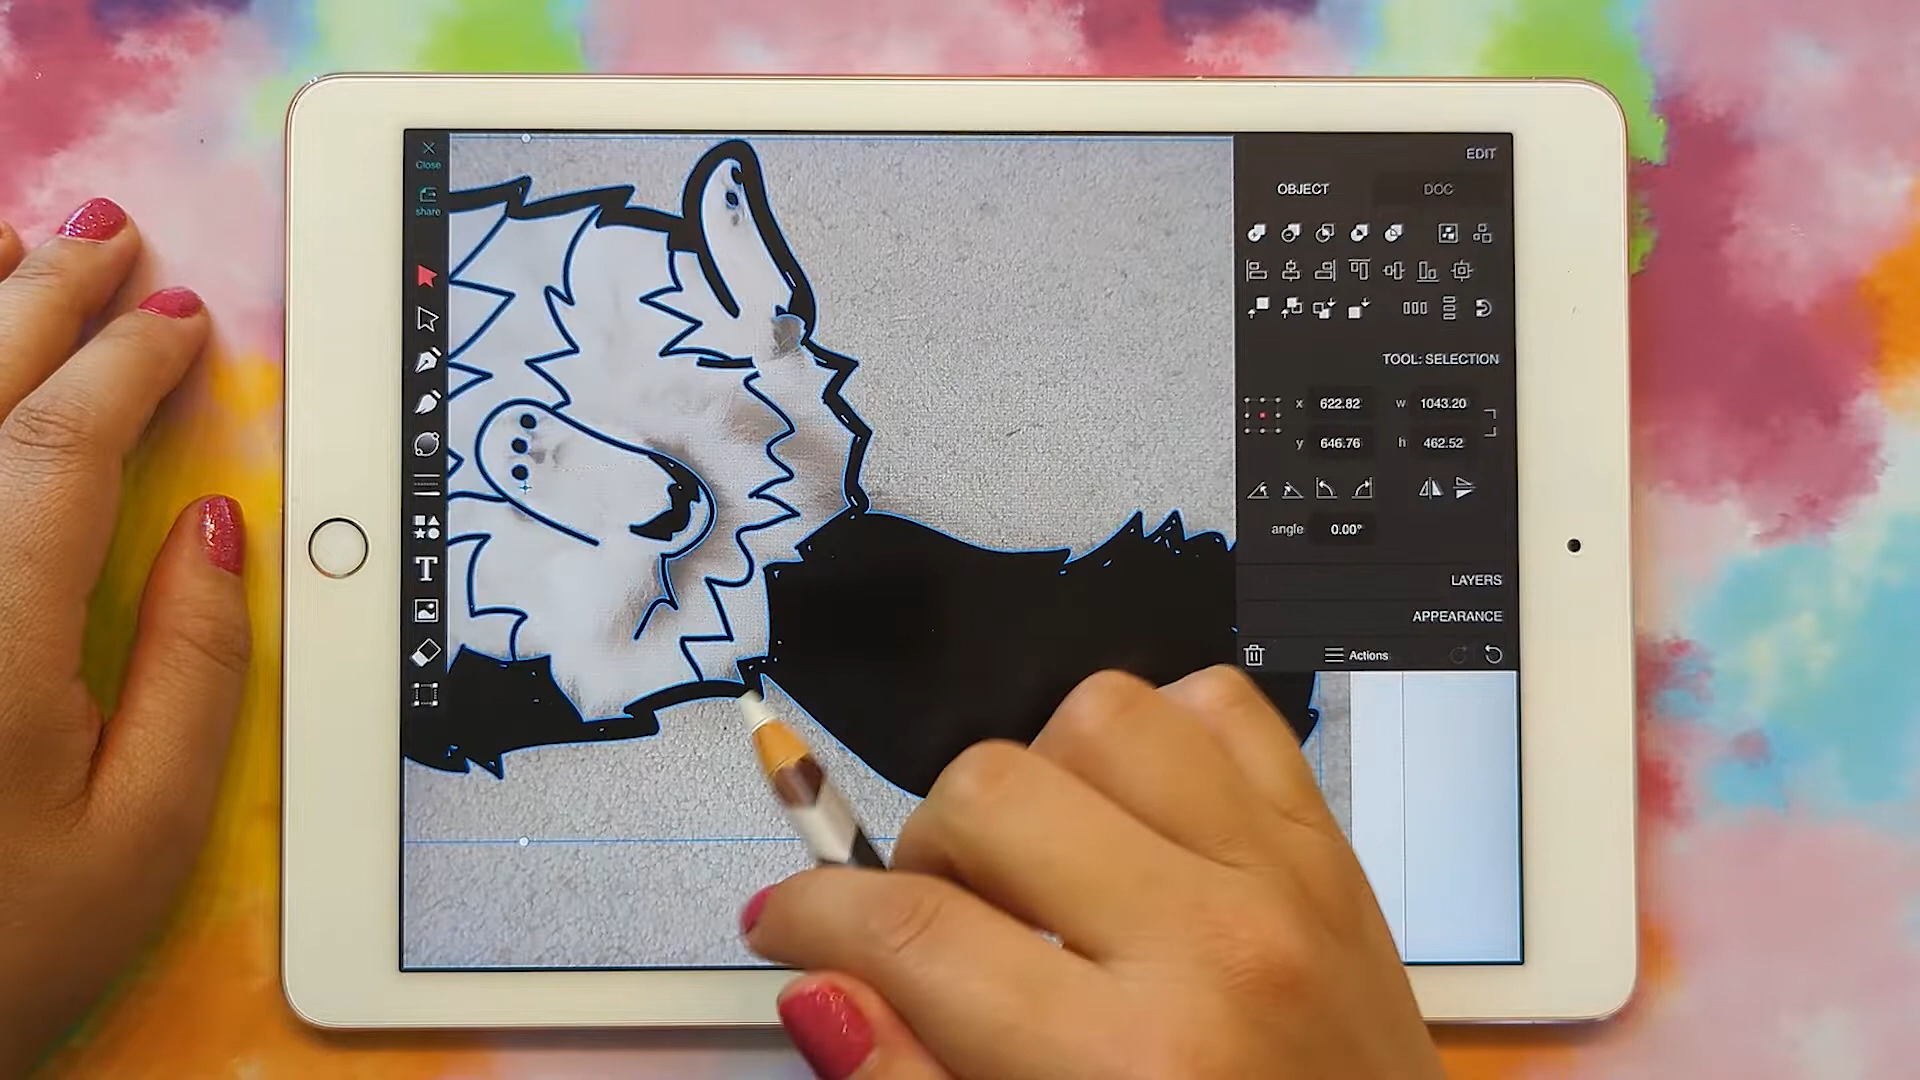 Close
share
T
EDIT
OBJECT DOC
TOOL: SELECTION
x 622.82 w 1043.20
y 646.76 h 462.52
angle 0.00°
LAYERS
APPEARANCE
Actions